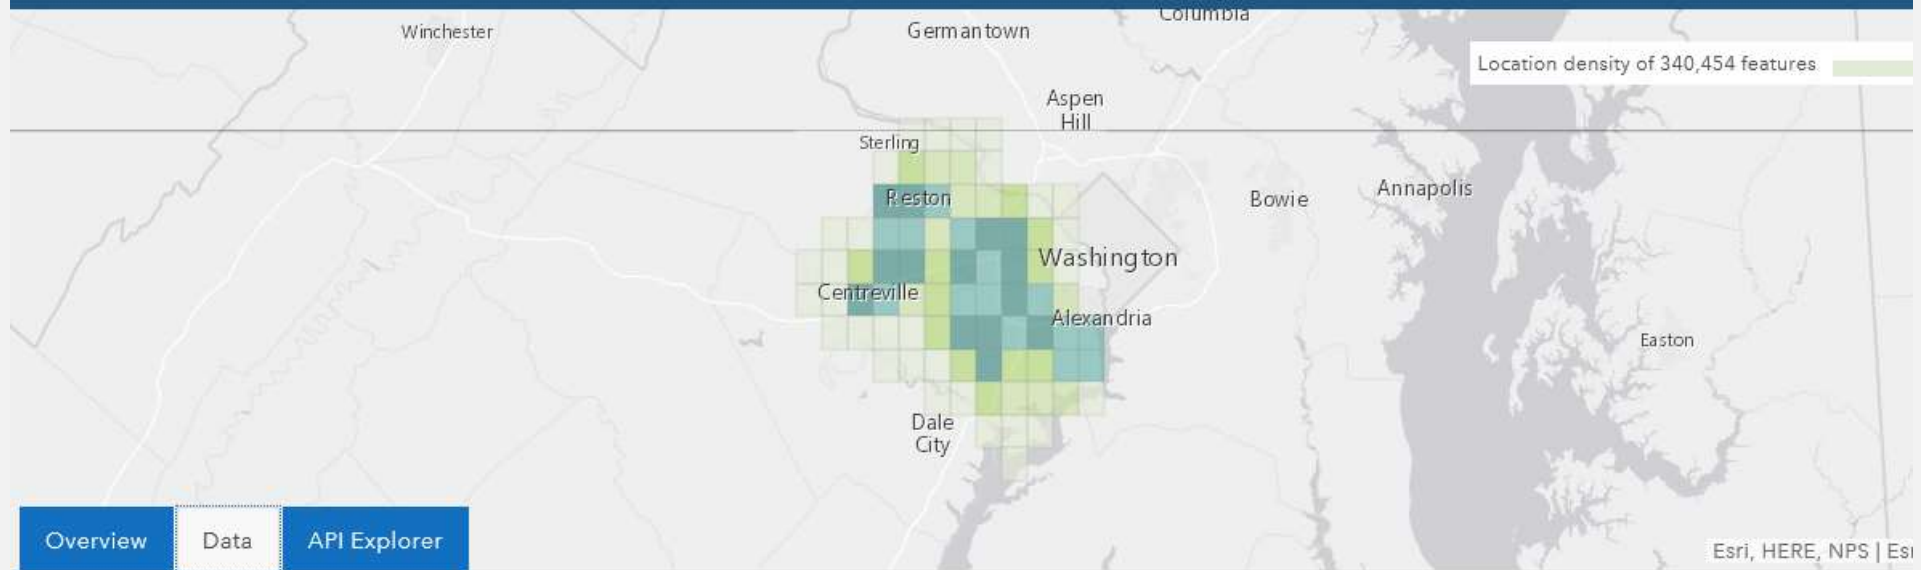 Columbia
Winchester
Germantown
Location density of 340,454 features
Aspen
Hill
Sterling
Reston
Annapolis
Bowie
Washington
Centreville
Alexandria
Easton
Dale
City
Overview
Data
API Explorer
Esri, HERE, NPS | Esr